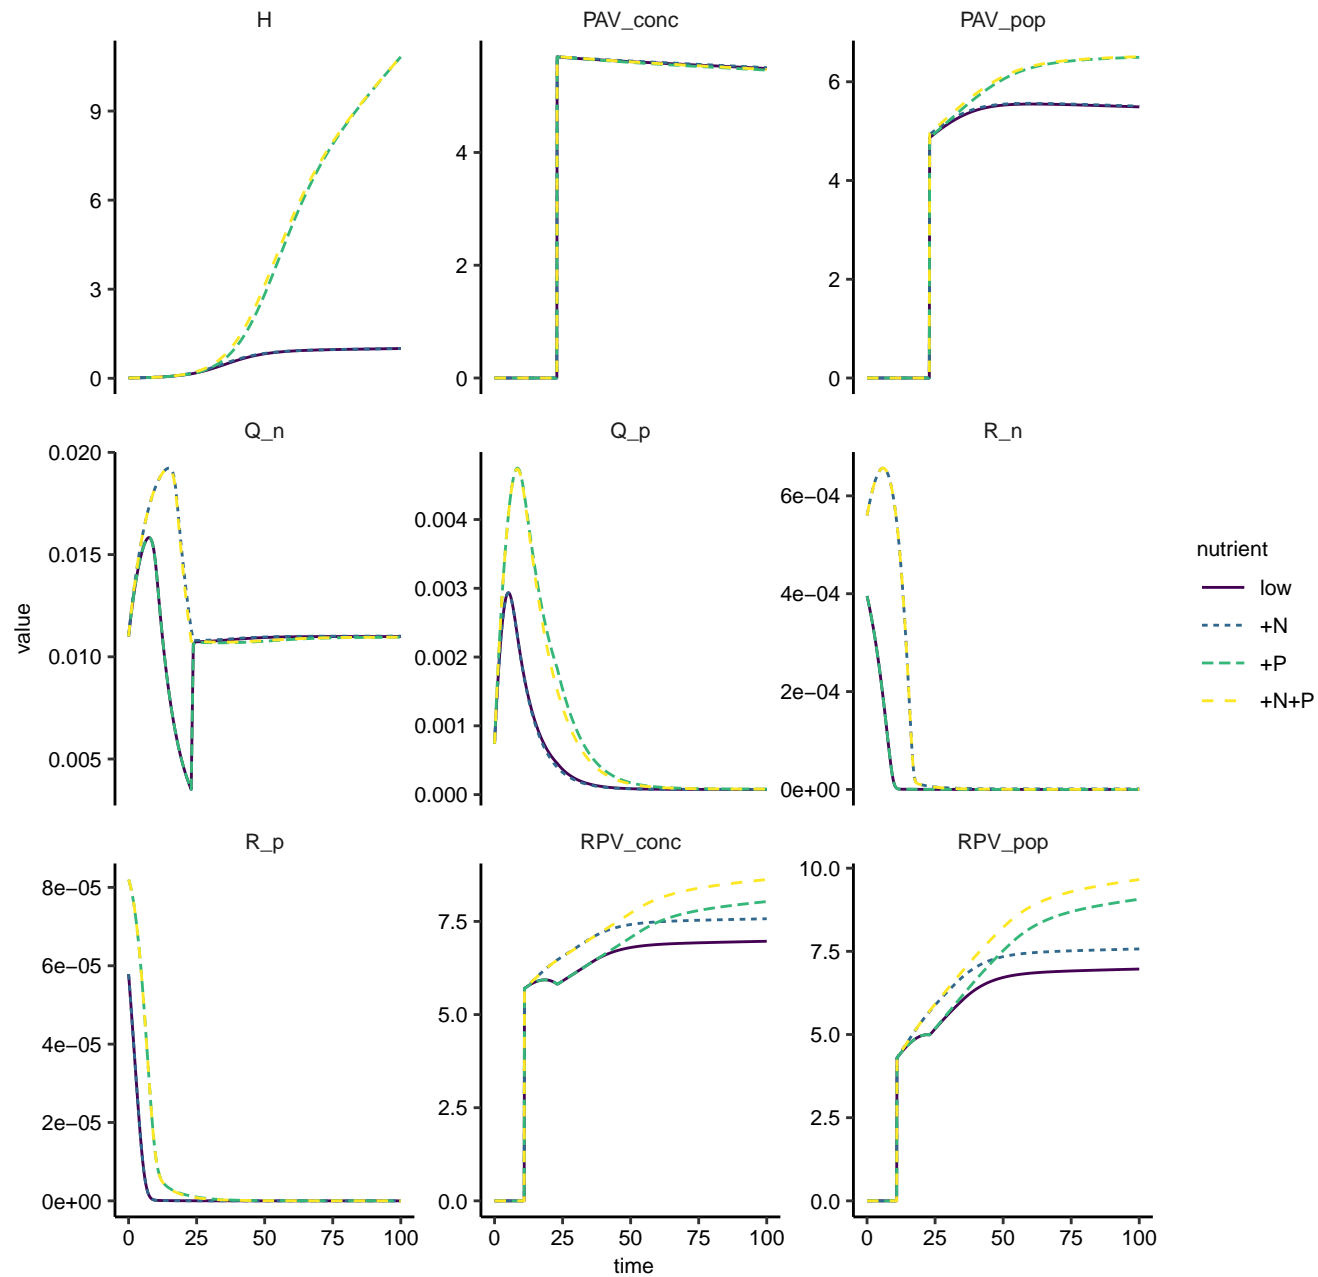 H
PAV_conc
PAV_pop
9
6
3
0
4
2
0
6
4
2
0
Q_n
Q_p
R_n
0.020
0.015
0.010
0.005
0.004
0.003
0.002
0.001
0.000
6e−04
4e−04
2e−04
0e+00
value
nutrient
low
+N
+P
+N+P
R_p
RPV_conc
RPV_pop
8e−05
6e−05
4e−05
2e−05
0e+00
7.5
5.0
2.5
0.0
10.0
7.5
5.0
2.5
0.0
0 25 50 75 100
0 25 50 75 100
0 25 50 75 100
time